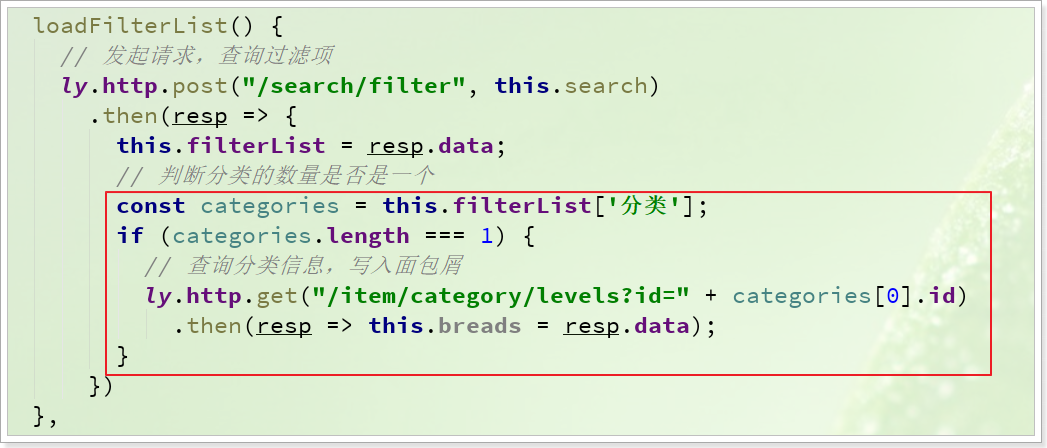 loadFilterList() {
// 发起请求，查询过滤项
ly.http.post("/search/filter", this.search)
.then(resp => {
this.filterList = resp.data;
// 判断分类的数量是否是一个
const categories = this.filterList['分类'];
if (categories.length === 1) {
// 查询分类信息，写入面包屑
ly.http.get("/item/category/levels?id=" + categories[0].id)
.then(resp => this.breads = resp.data);
}
})
},